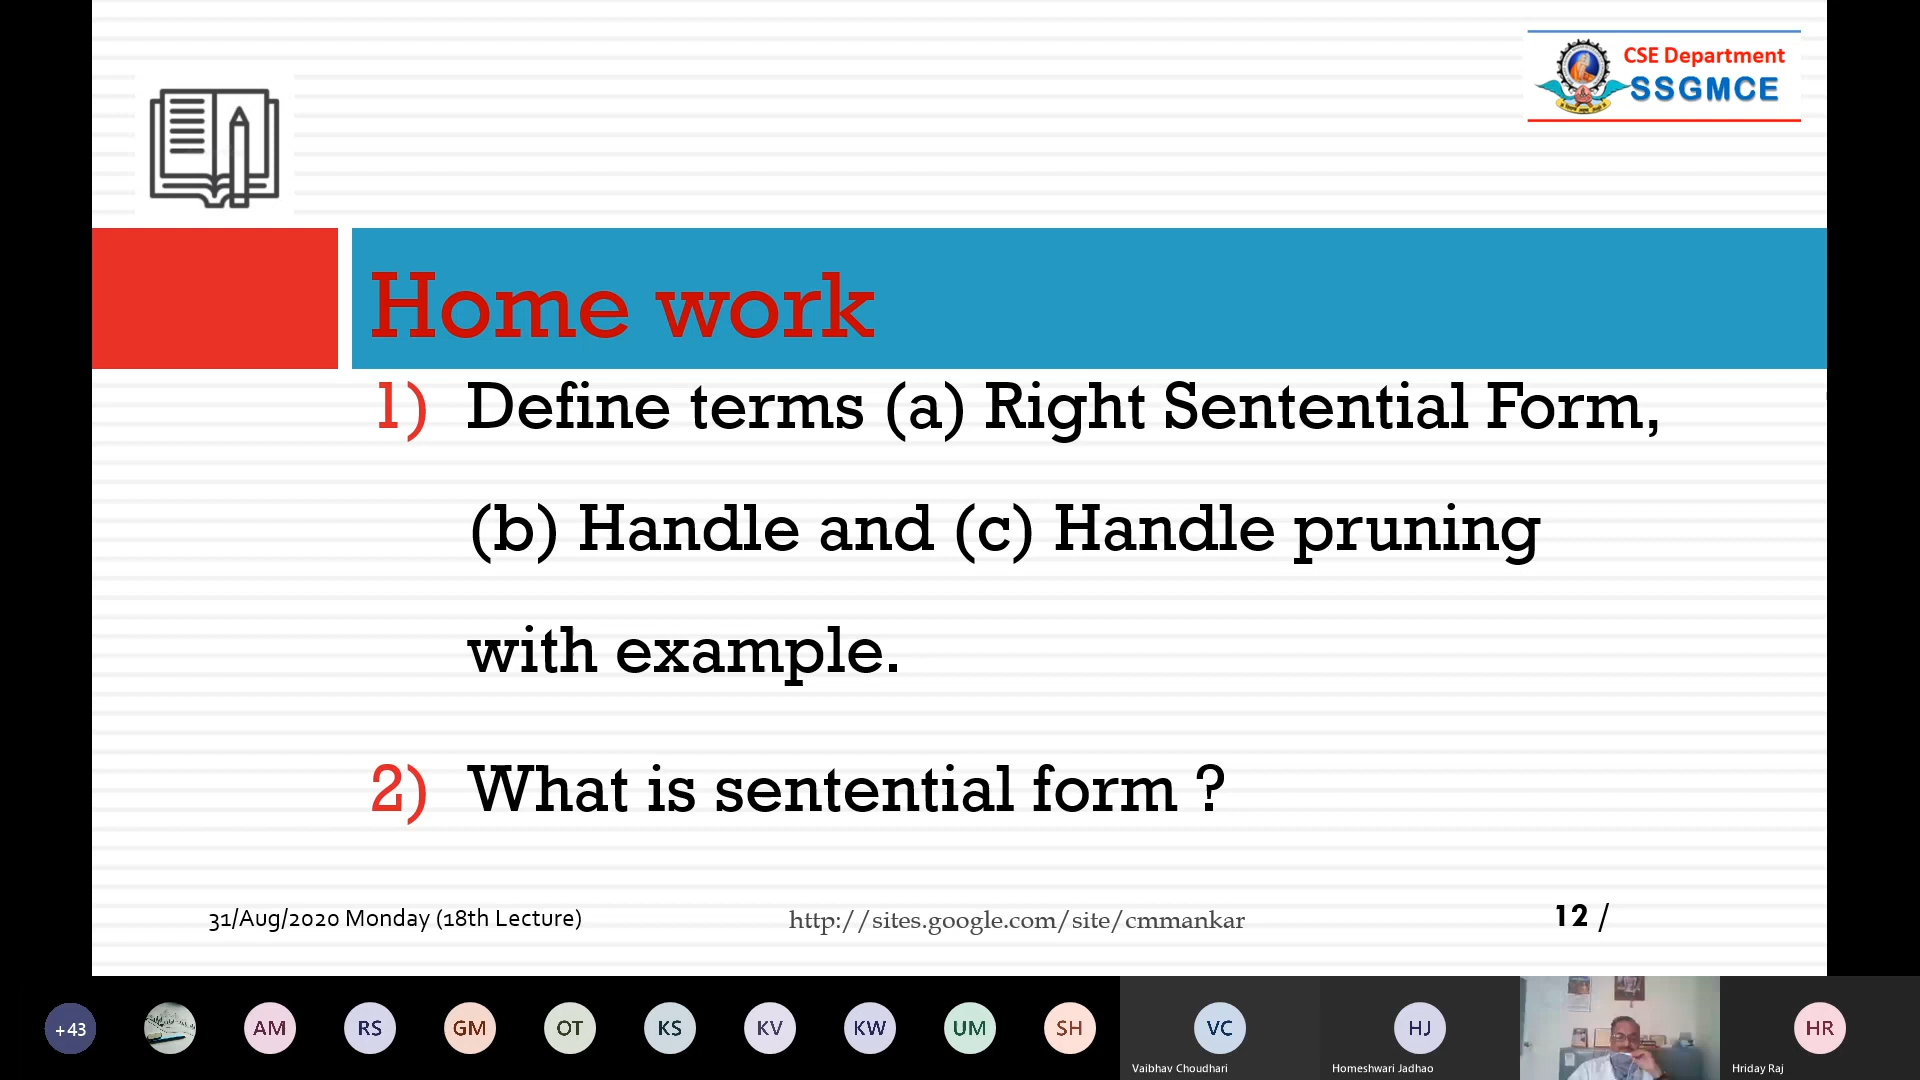 CSE Department
SSGMCE
Home work
1) Define terms (a) Right Sentential Form,
(b) Handle and (c) Handle pruning
with example.
2) What is sentential form ?
31/Aug/2020 Monday (18th Lecture)
http://sites.google.com/site/cmmankar
12 /
+43
AM
RS
GM
OT
KS
KV
KW
UM
SH
VC
HJ
HR
Vaibhav Choudhari
Homeshwari Jadhao
Hriday Raj